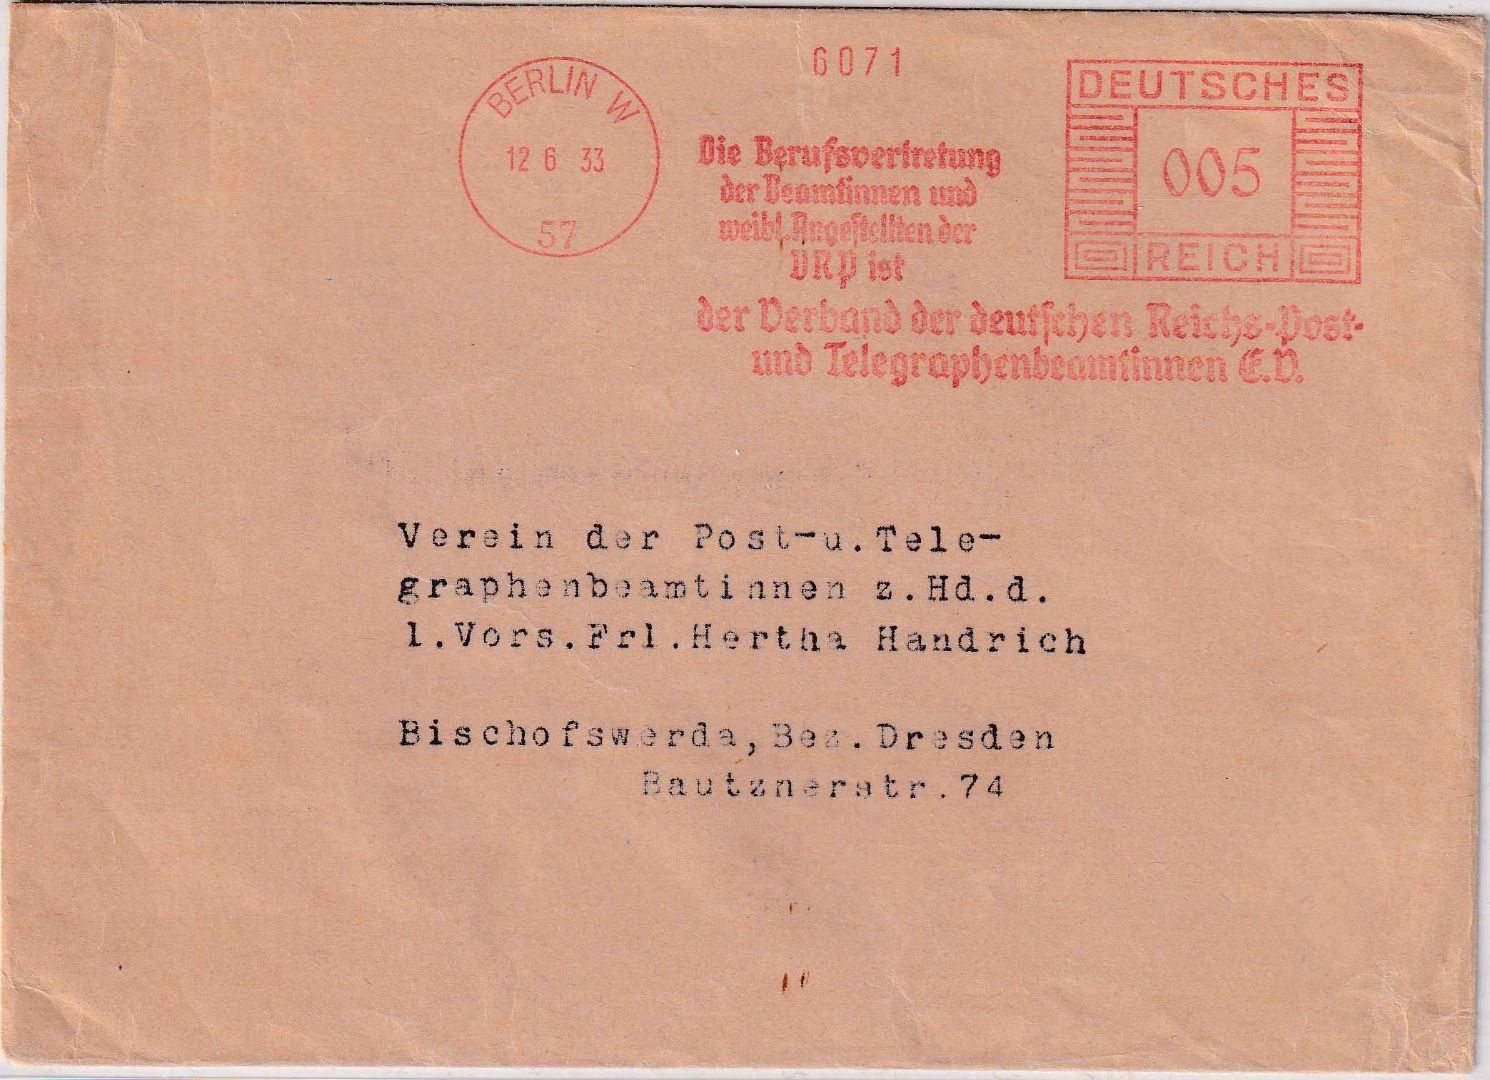 6071
BERLIN W
12 6 33
57
Die Berufsvertretung
der Beamtinnen und
weibl. Angestellten der
DRP ist
der Verband der deutschen Reichs-Post-
und Telegraphenbeamtinnen E.V.
DEUTSCHES
005
REICH
Verein der Post-u.Tele-
graphenbeamtinnen z.Hd.d.
1.Vors.Frl.Hertha Handrich
Bischofswerda,Bez.Dresden
Bautznerstr.74